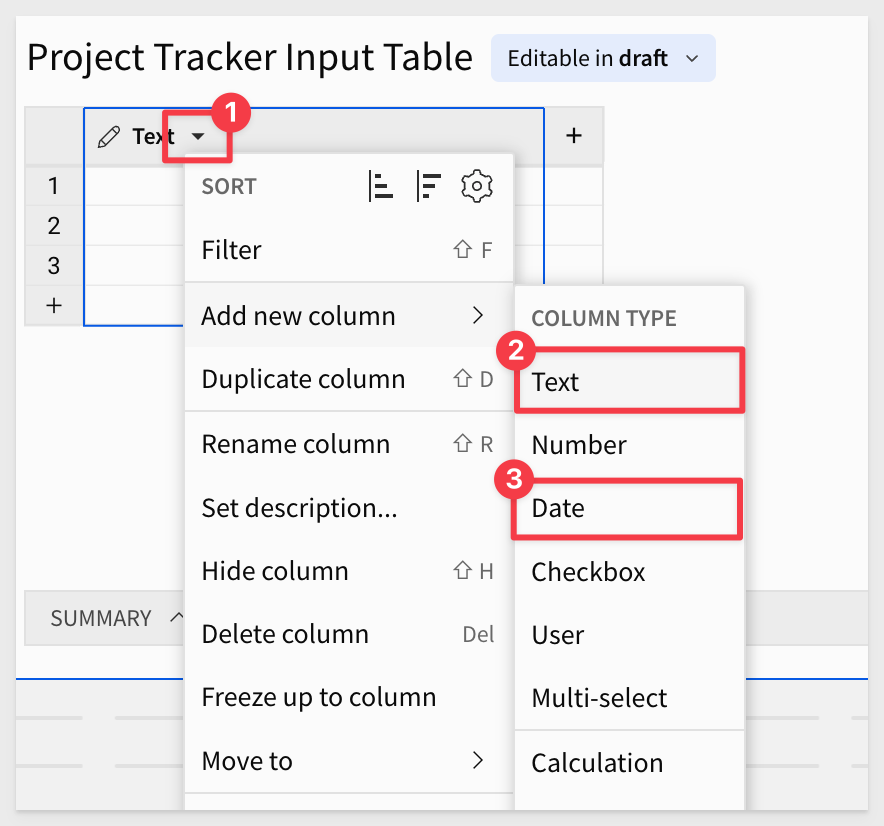 Project Tracker Input Table
Editable in draft
1
Text
+
1
2
3
+
SORT
Filter
F
Add new column
Duplicate column
D
Rename column
R
Set description...
Hide column
H
Delete column
Del
Freeze up to column
Move to
COLUMN TYPE
2
Text
Number
3
Date
Checkbox
User
Multi-select
Calculation
SUMMARY